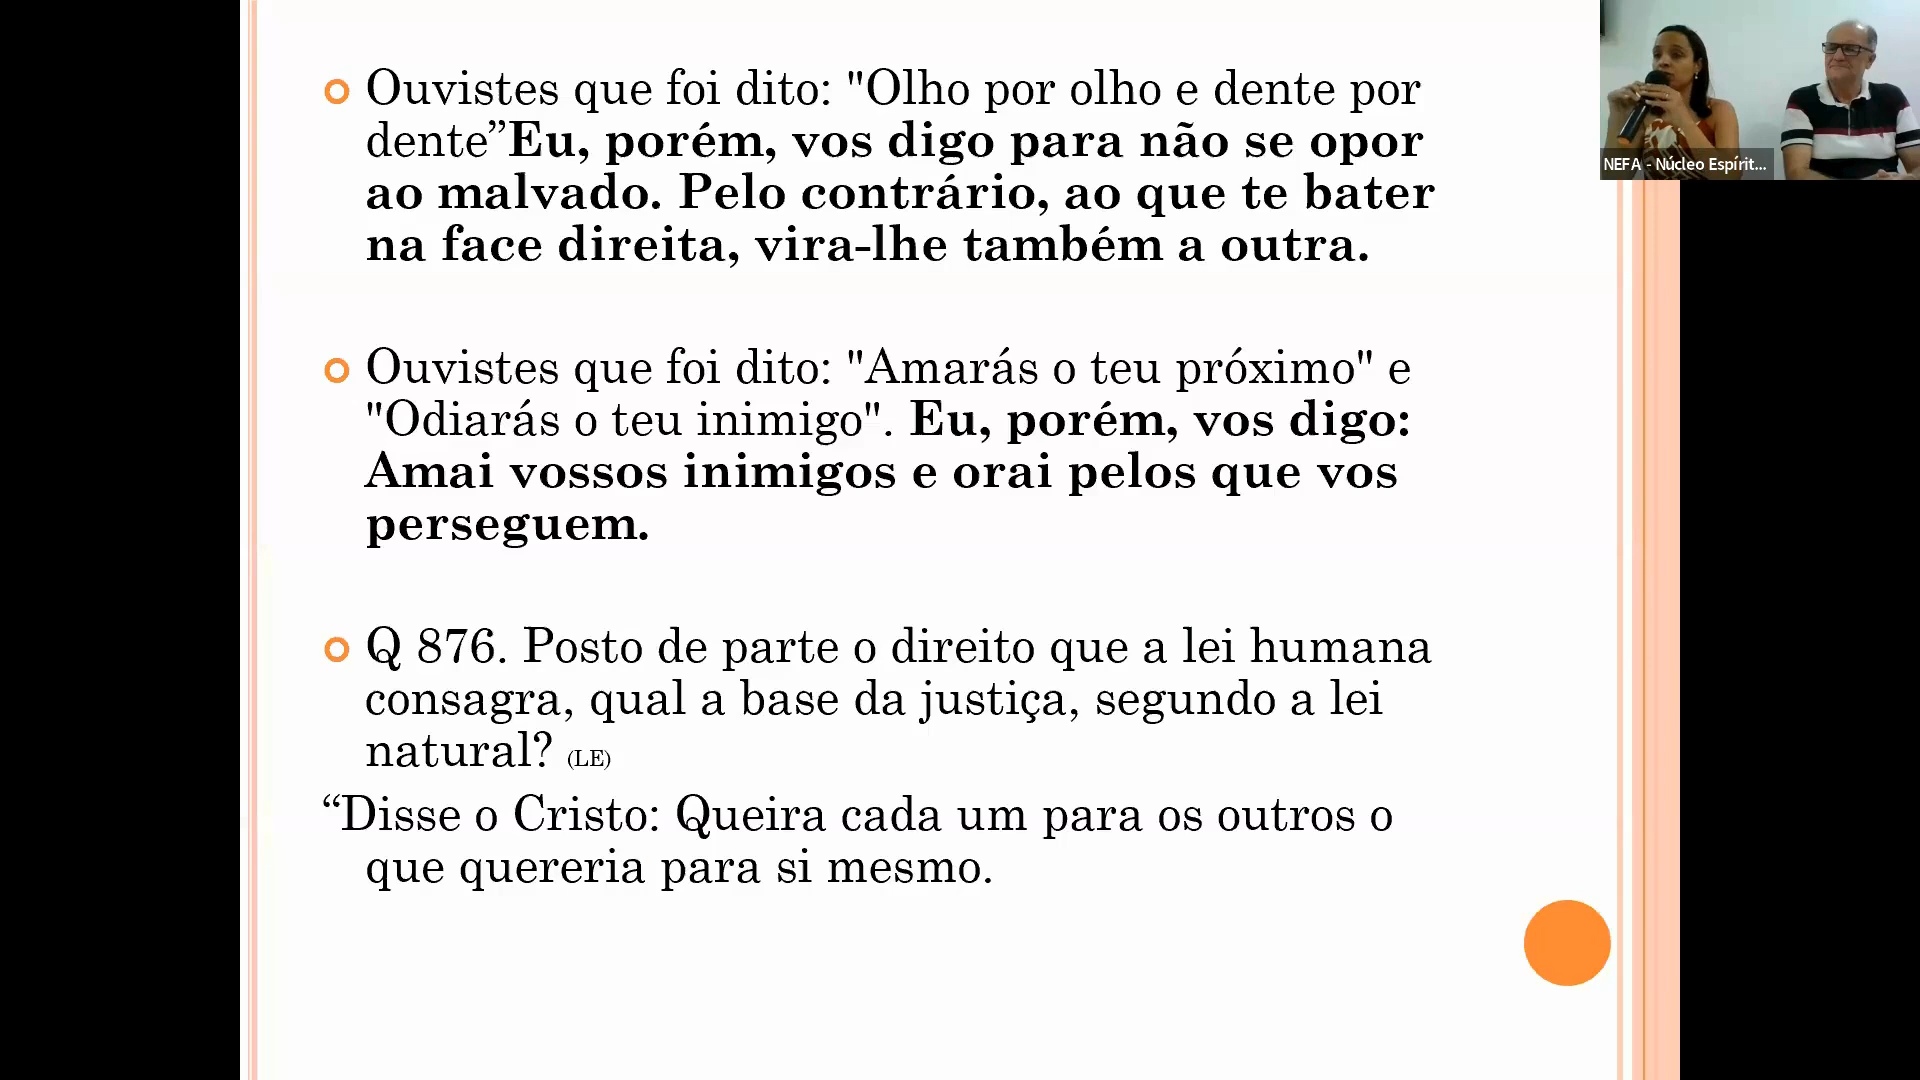 Ouvistes que foi dito: "Olho por olho e dente por
dente”Eu, porém, vos digo para não se opor
ao malvado. Pelo contrário, ao que te bater
na face direita, vira-lhe também a outra.
Ouvistes que foi dito: "Amarás o teu próximo" e
"Odiarás o teu inimigo". Eu, porém, vos digo:
Amai vossos inimigos e orai pelos que vos
perseguem.
Q 876. Posto de parte o direito que a lei humana
consagra, qual a base da justiça, segundo a lei
natural? (LE)
“Disse o Cristo: Queira cada um para os outros o
que quereria para si mesmo.
NEFA - Núcleo Espírit...